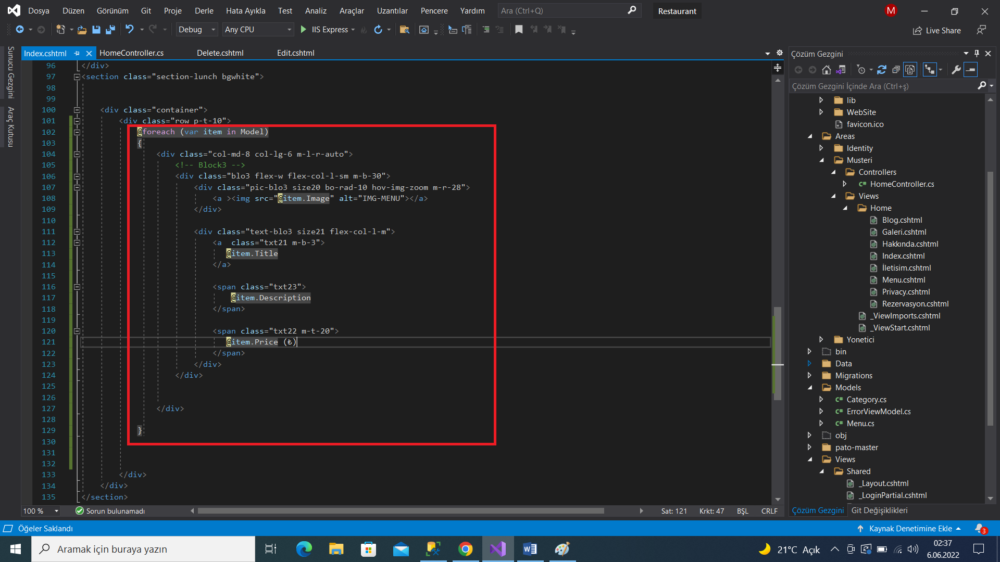 Dosya Düzen Görünüm Git Proje Derle Hata Ayıkla Test Analiz Araçlar Uzantılar Pencere Yardım Ara (Ctrl+Q) Restaurant M
Debug Any CPU IIS Express Live Share
Sunucu Gezgini
Araç Kutusu
Index.cshtml HomeController.cs Delete.cshtml Edit.cshtml
96 </div>
97 <section class="section-lunch bgwhite">
98
99
100 <div class="container">
101 <div class="row p-t-10">
102 @foreach (var item in Model)
103 {
104 <div class="col-md-8 col-lg-6 m-l-r-auto">
105 <!-- Block3 -->
106 <div class="blo3 flex-w flex-col-l-sm m-b-30">
107 <div class="pic-blo3 size20 bo-rad-10 hov-img-zoom m-r-28">
108 <a ><img src="@item.Image" alt="IMG-MENU"></a>
109 </div>
110
111 <div class="text-blo3 size21 flex-col-l-m">
112 <a  class="txt21 m-b-3">
113 @item.Title
114 </a>
115
116 <span class="txt23">
117 @item.Description
118 </span>
119
120 <span class="txt22 m-t-20">
121 @item.Price (₺)
122 </span>
123 </div>
124 </div>
125
126
127 </div>
128
129 }
130
131
132
133 </div>
134 </div>
135 </section>
100 % Sorun bulunamadı Sat: 121 Krkt: 47 BŞL CRLF
Çözüm Gezgini
Çözüm Gezgini İçinde Ara (Ctrl+ş)
lib
WebSite
favicon.ico
Areas
Identity
Musteri
Controllers
C# HomeController.cs
Views
Home
Blog.cshtml
Galeri.cshtml
Hakkında.cshtml
Index.cshtml
İletisim.cshtml
Menu.cshtml
Privacy.cshtml
Rezervasyon.cshtml
_ViewImports.cshtml
_ViewStart.cshtml
Yonetici
bin
Data
Migrations
Models
C# Category.cs
C# ErrorViewModel.cs
C# Menu.cs
obj
pato-master
Views
Shared
_Layout.cshtml
_LoginPartial.cshtml
Çözüm Gezgini Git Değişiklikleri
Öğeler Saklandı Kaynak Denetimine Ekle 3
Aramak için buraya yazın 21°C Açık 02:37
6.06.2022